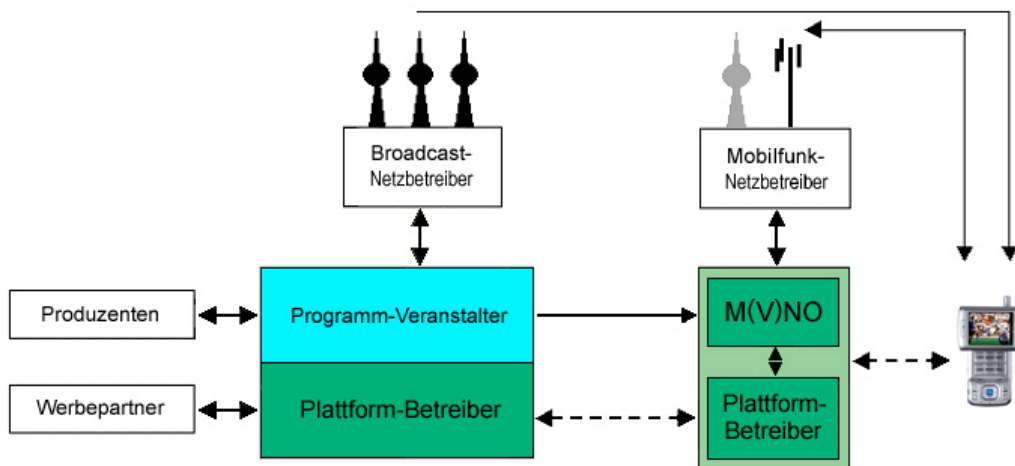 Broadcast-
Netzbetreiber
Mobilfunk-
Netzbetreiber
Produzenten
Programm-Veranstalter
M(V)NO
Werbepartner
Plattform-Betreiber
Plattform-
Betreiber